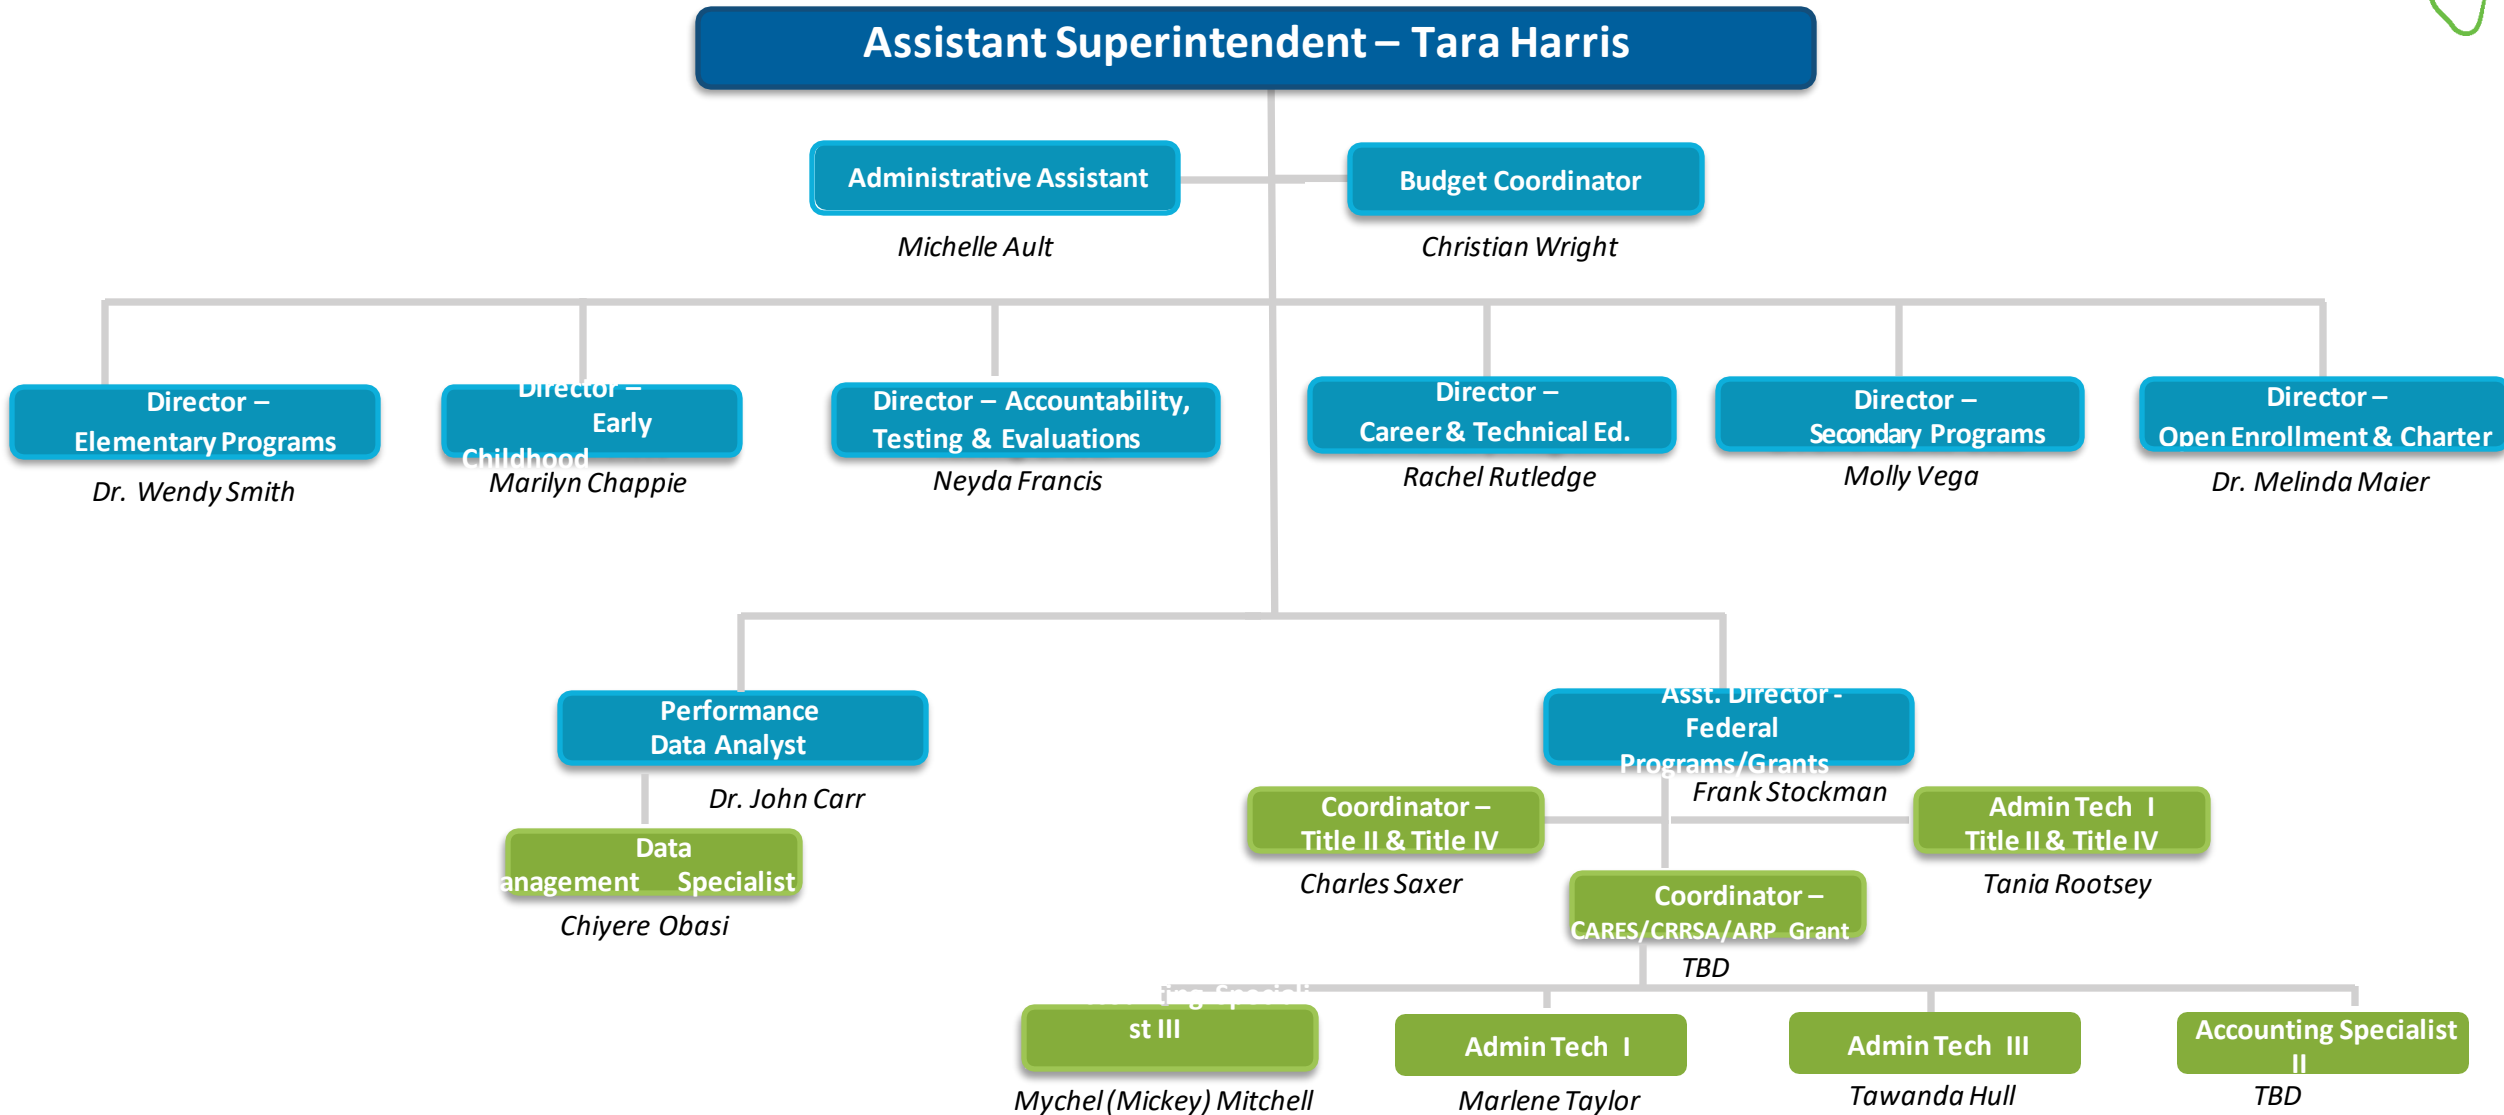 Assistant Superintendent – Tara Harris
Administrative Assistant
Michelle Ault
Budget Coordinator
Christian Wright
Director –
Elementary Programs
Dr. Wendy Smith
Director –
Early
Childhood
Marilyn Chappie
Director – Accountability,
Testing & Evaluations
Neyda Francis
Director –
Career & Technical Ed.
Rachel Rutledge
Director –
Secondary Programs
Molly Vega
Director –
Open Enrollment & Charter
Dr. Melinda Maier
Performance
Data Analyst
Dr. John Carr
Data
anagement Specialist
Chiyere Obasi
Asst. Director -
Federal
Programs/Grants
Frank Stockman
Coordinator –
Title II & Title IV
Charles Saxer
Admin Tech I
Title II & Title IV
Tania Rootsey
Coordinator –
CARES/CRRSA/ARP Grant
TBD
ting Speciali
st III
Mychel (Mickey) Mitchell
Admin Tech I
Marlene Taylor
Admin Tech III
Tawanda Hull
Accounting Specialist
II
TBD